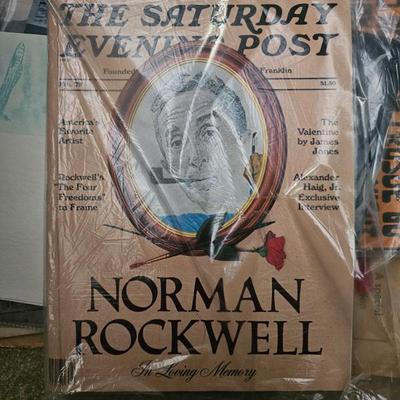 THE SATURDAY
EVENING POST
Founded
Franklin
$1.50
America's
Favorite
Artist
Rockwell's
"The Four
Freedoms"
to Frame
The
Valentine
by James
Jones
Alexander
Haig, Jr.
Exclusive
Interview
NORMAN
ROCKWELL
In Loving Memory